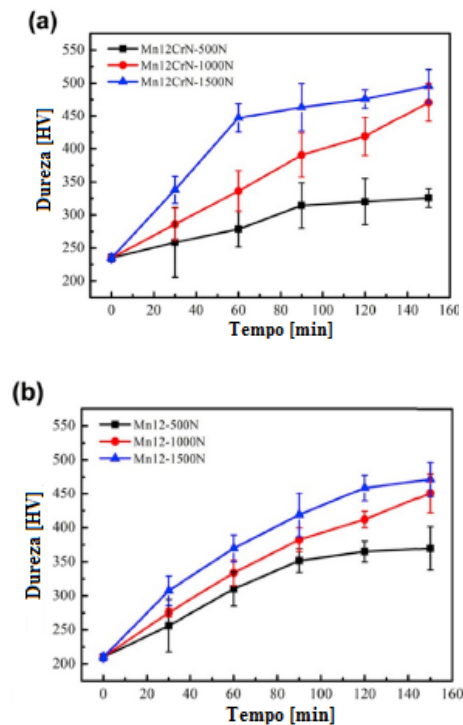 (a)
Mn12CrN-500N
Mn12CrN-1000N
Mn12CrN-1500N
Dureza [HV]
550
500
450
400
350
300
250
200
0 20 40 60 80 100 120 140 160
Tempo [min]
(b)
Mn12-500N
Mn12-1000N
Mn12-1500N
Dureza [HV]
550
500
450
400
350
300
250
200
0 20 40 60 80 100 120 140 160
Tempo [min]